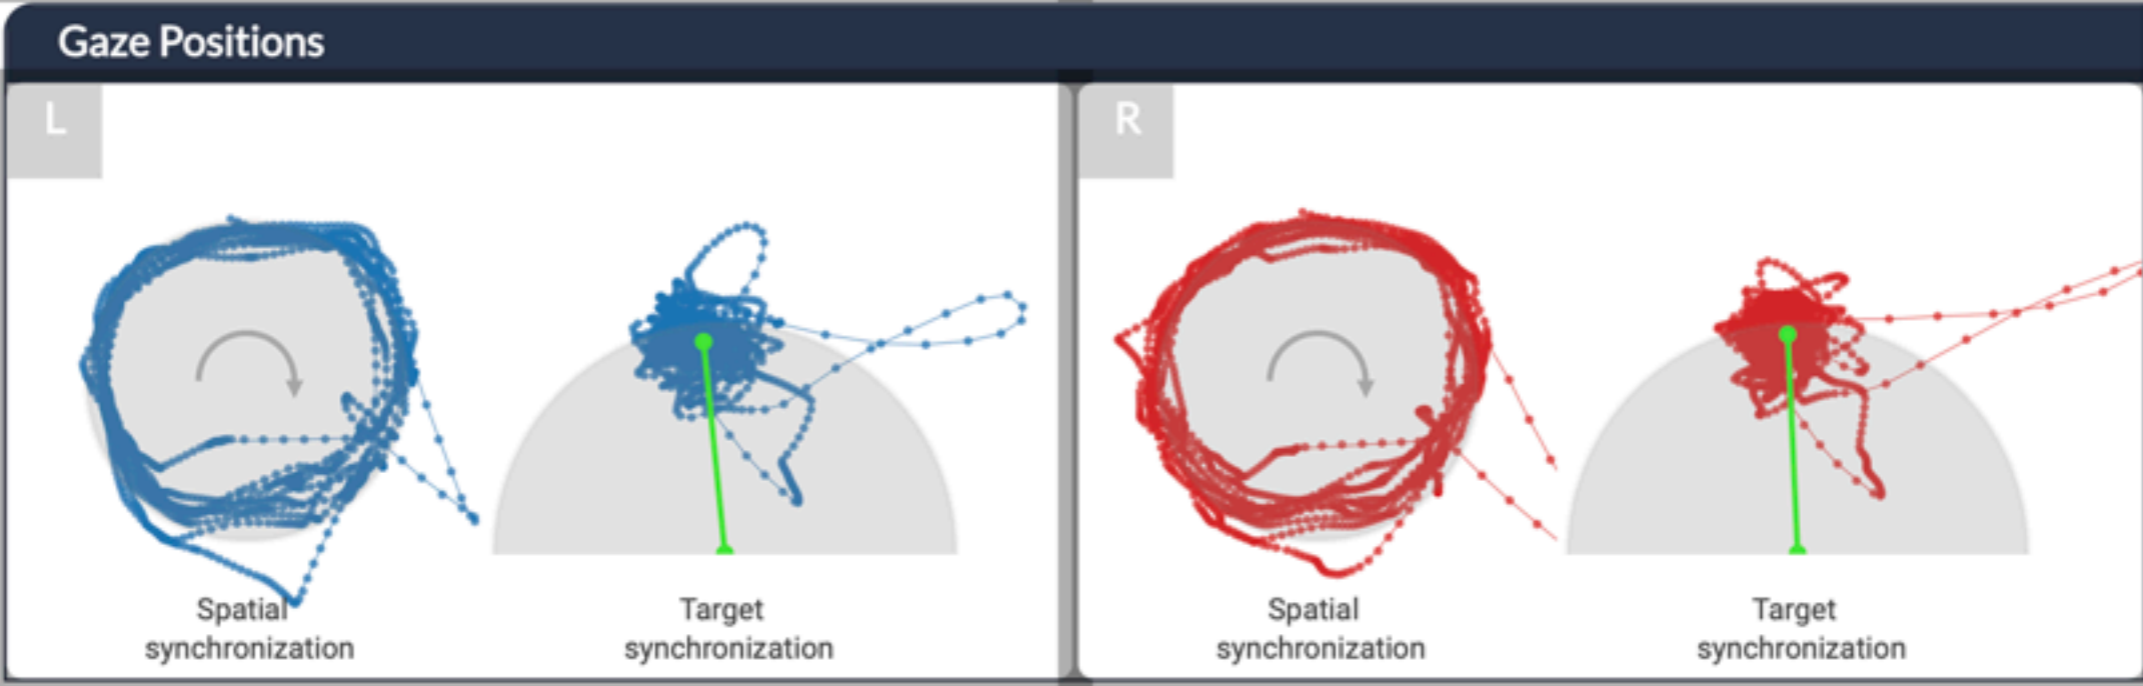 Gaze Positions
L
R
Spatial
synchronization
Target
synchronization
Spatial
synchronization
Target
synchronization